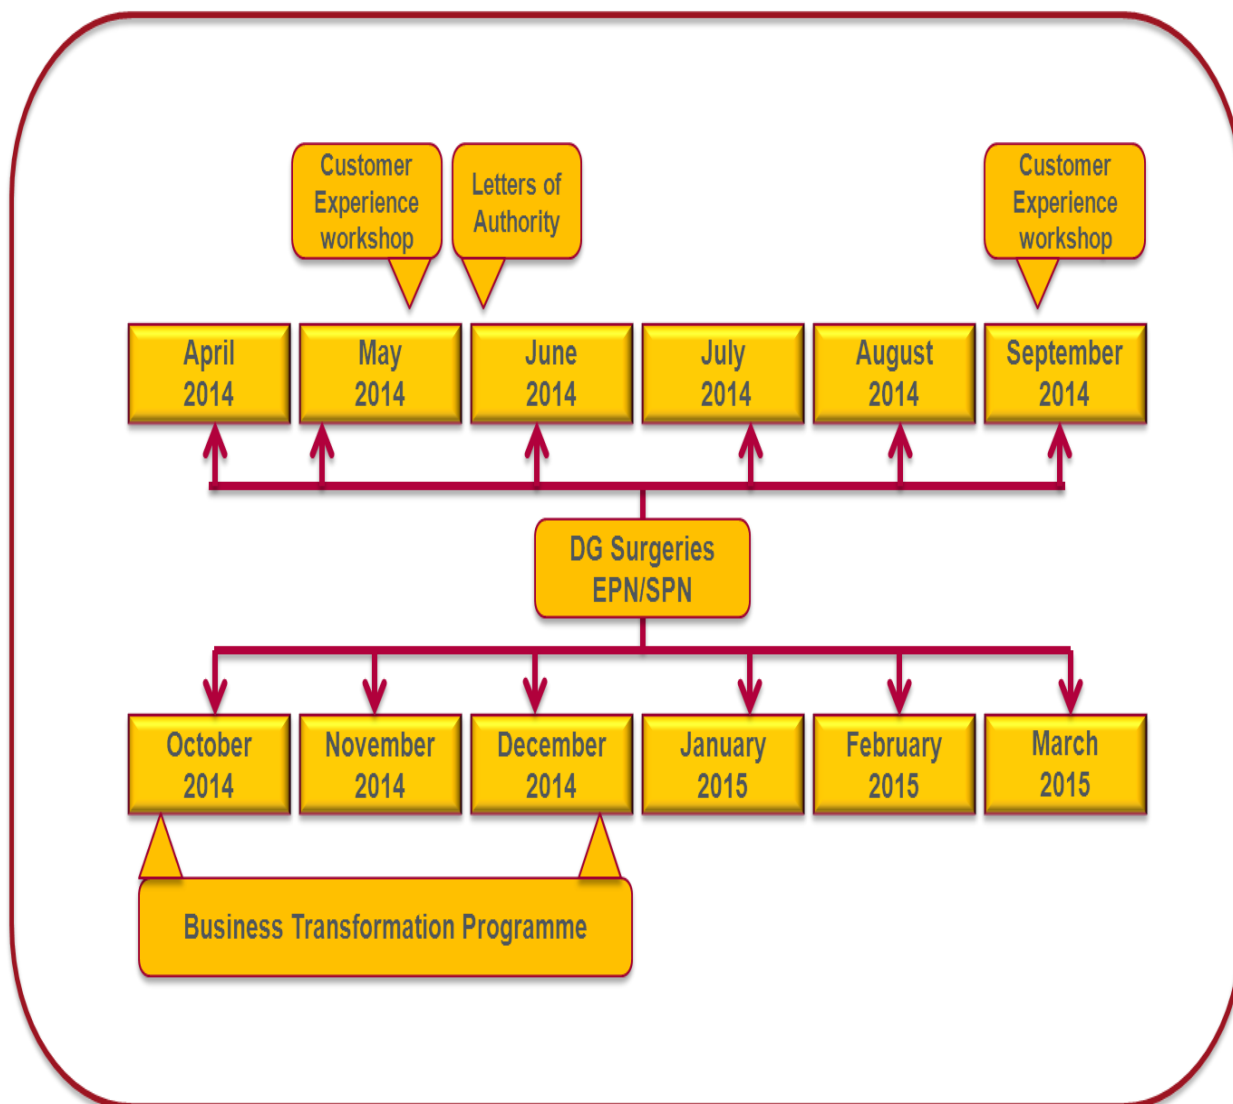 Customer
Experience
workshop
Letters of
Authority
Customer
Experience
workshop
April
2014
May
2014
June
2014
July
2014
August
2014
September
2014
DG Surgeries
EPN/SPN
October
2014
November
2014
December
2014
January
2015
February
2015
March
2015
Business Transformation Programme